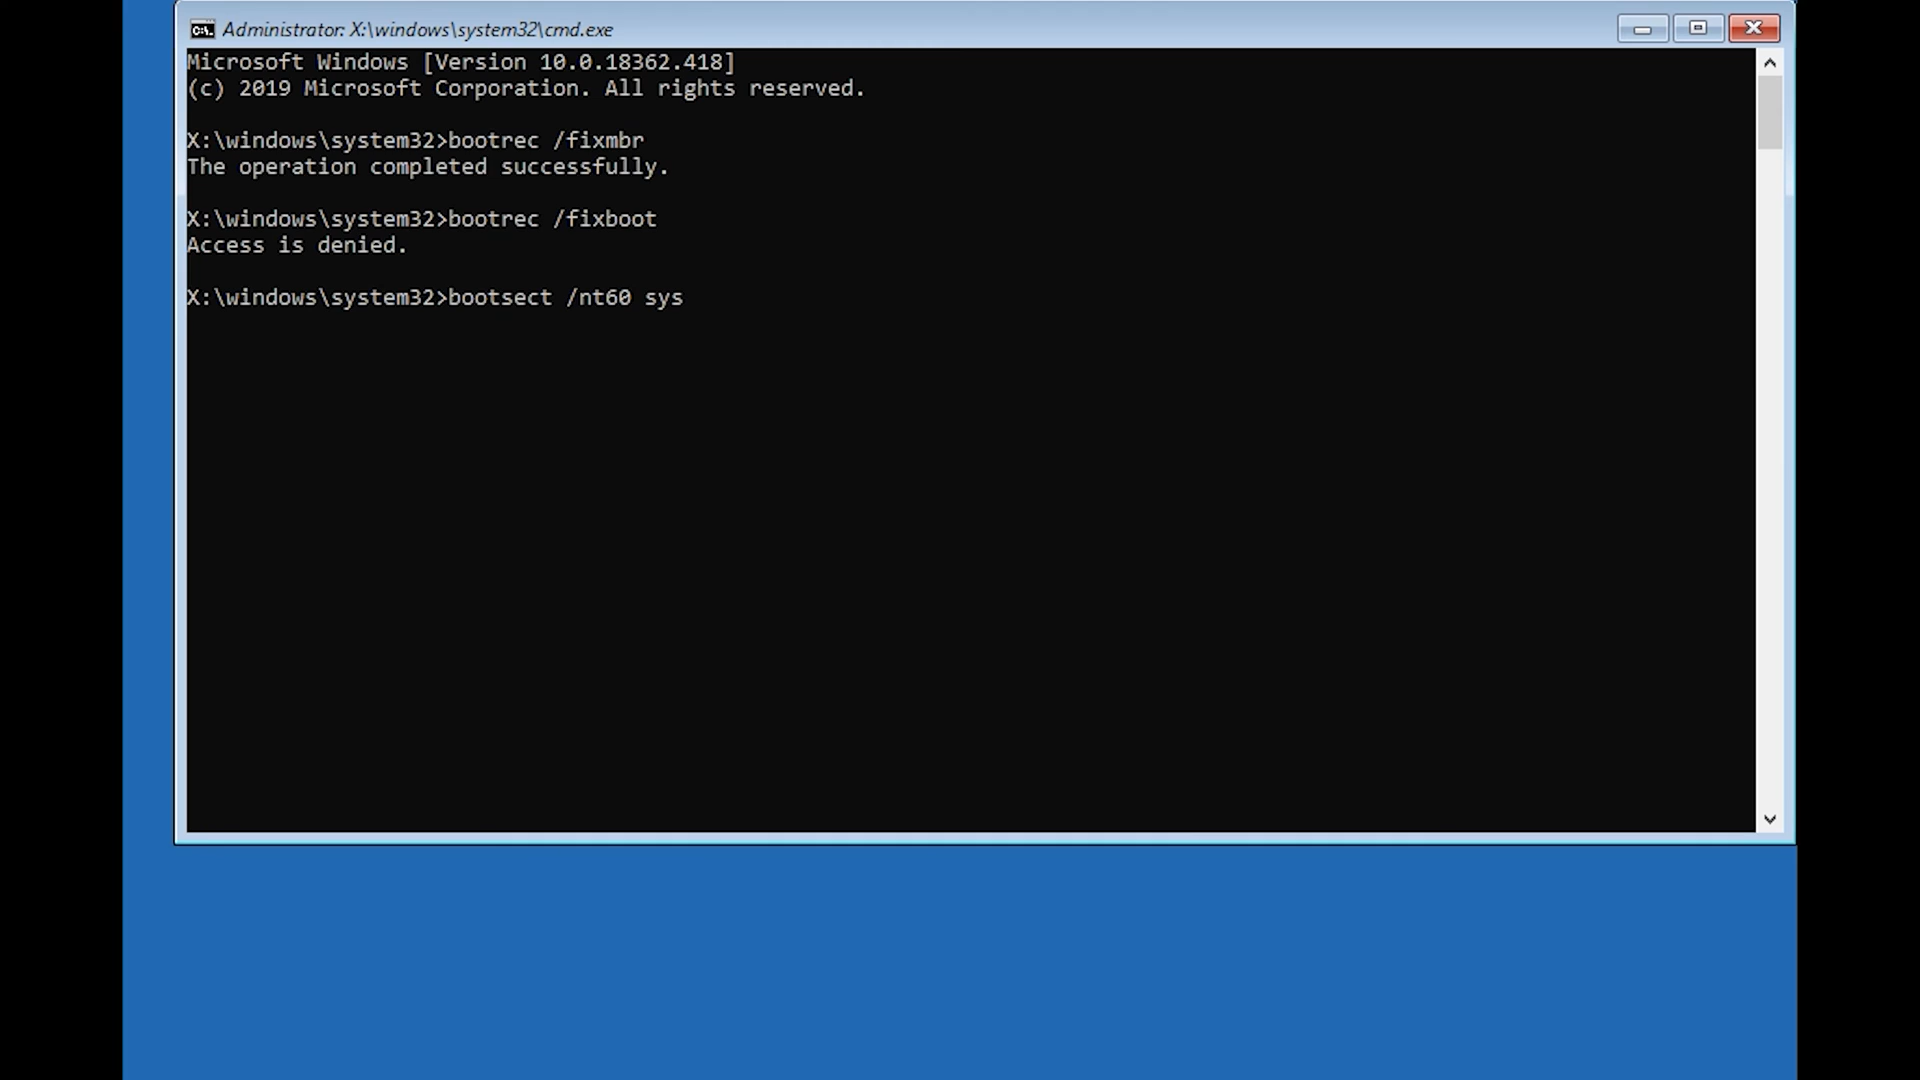 Administrator: X:\windows\system32\cmd.exe
Microsoft Windows [Version 10.0.18362.418]
(c) 2019 Microsoft Corporation. All rights reserved.
X:\windows\system32>bootrec /fixmbr
The operation completed successfully.
X:\windows\system32>bootrec /fixboot
Access is denied.
X:\windows\system32>bootsect /nt60 sys